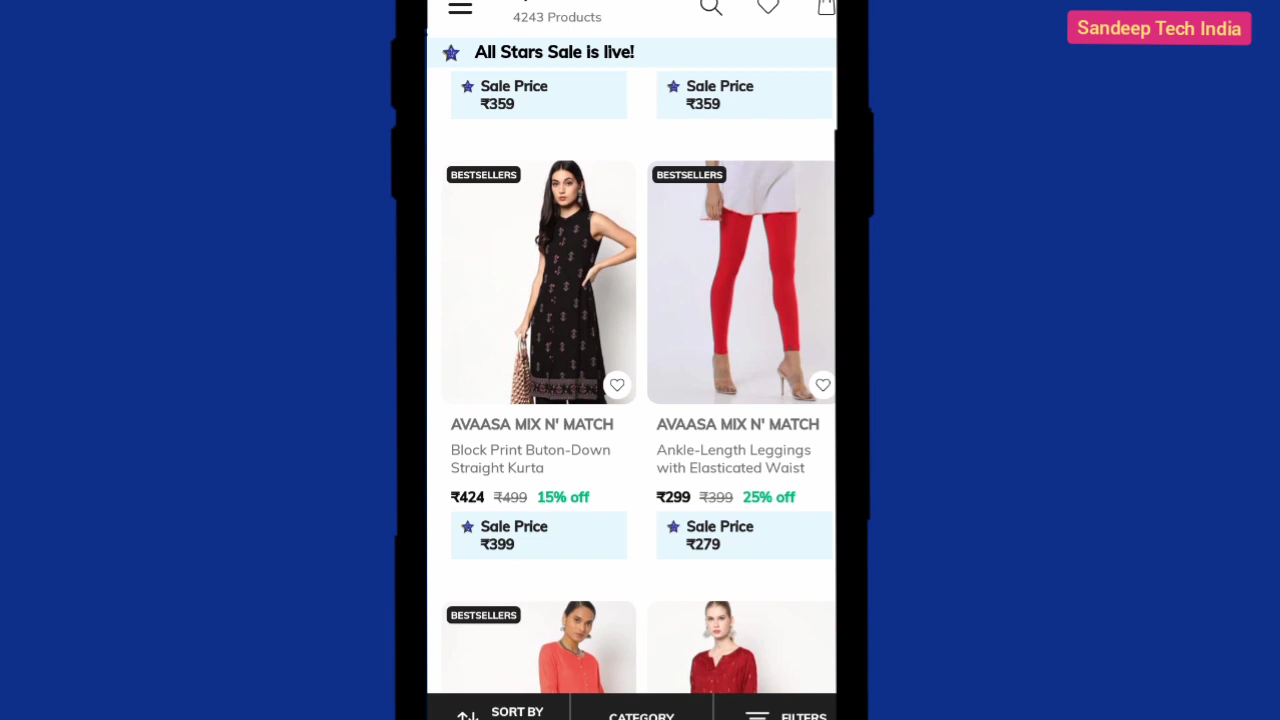 Sandeep Tech India
4243 Products
All Stars Sale is live!
Sale Price
₹359
Sale Price
₹359
BESTSELLERS
BESTSELLERS
AVAASA MIX N' MATCH
Block Print Buton-Down
Straight Kurta
₹424 ₹499 15% off
Sale Price
₹399
AVAASA MIX N' MATCH
Ankle-Length Leggings
with Elasticated Waist
₹299 ₹399 25% off
Sale Price
₹279
BESTSELLERS
SORT BY
CATEGORY
FILTERS